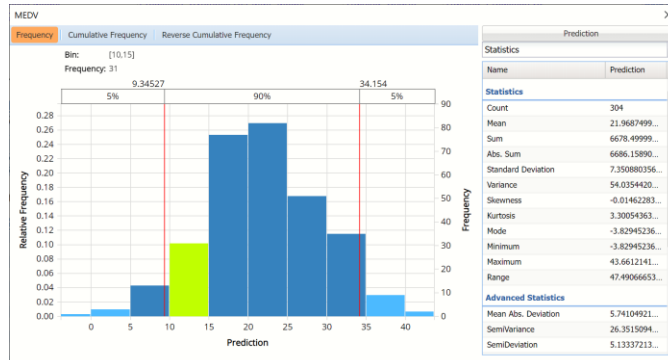 MEDV
Frequency Cumulative Frequency Reverse Cumulative Frequency
Bin: [10,15]
Frequency: 31
9.34527 34.154
5% 90% 5%
Relative Frequency
0.28
0.26
0.24
0.22
0.20
0.18
0.16
0.14
0.12
0.10
0.08
0.06
0.04
0.02
0.00
90
80
70
60
50
40
30
20
10
0
Frequency
0 5 10 15 20 25 30 35 40
Prediction
Prediction
Statistics
Name Prediction
Statistics
Count 304
Mean 21.9687499...
Sum 6678.49999...
Abs. Sum 6686.15890...
Standard Deviation 7.350880356...
Variance 54.0354420...
Skewness -0.01462283...
Kurtosis 3.30054363...
Mode -3.82945236...
Minimum -3.82945236...
Maximum 43.6612141...
Range 47.49066653...
Advanced Statistics
Mean Abs. Deviation 5.74104921...
SemiVariance 26.3515094...
SemiDeviation 5.13337213...